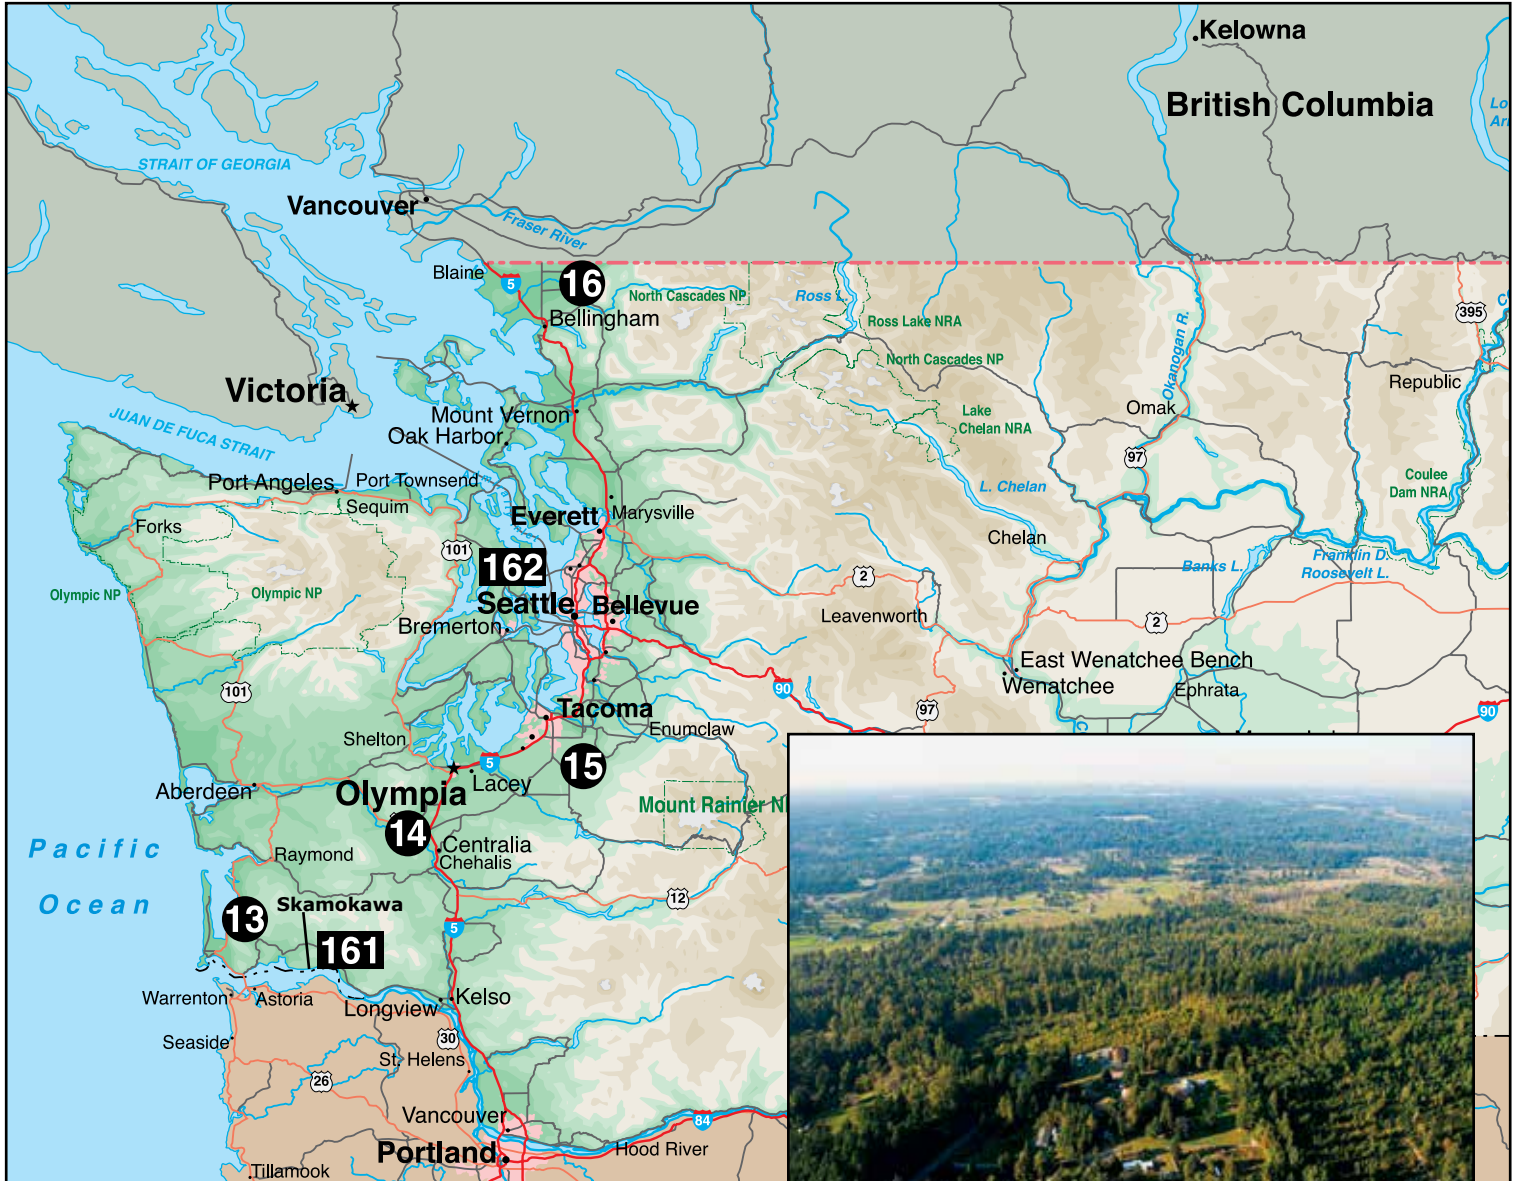 Kelowna
British Columbia
STRAIT OF GEORGIA
Vancouver
Fraser River
Blaine
5
16
Bellingham
North Cascades NP
Ross L.
Ross Lake NRA
North Cascades NP
Okanogan R.
395
Republic
Victoria
JUAN DE FUCA STRAIT
Mount Vernon
Oak Harbor
Lake
Chelan NRA
Omak
97
Coulee
Dam NRA
Port Angeles
Port Townsend
Sequim
L. Chelan
Forks
Everett
Marysville
Chelan
101
162
Olympic NP
Olympic NP
2
Banks L.
Franklin D.
Roosevelt L.
Seattle
Bellevue
Bremerton
Leavenworth
2
East Wenatchee Bench
Wenatchee
Ephrata
101
90
97
90
Tacoma
Enumclaw
Shelton
5
15
Aberdeen
Olympia
Lacey
Mount Rainier
14
Centralia
Chehalis
Pacific
Ocean
Raymond
12
13
Skamokawa
161
5
Warrenton
Astoria
Longview
Kelso
Seaside
30
St. Helens
26
Vancouver
84
Portland
Hood River
Tillamook